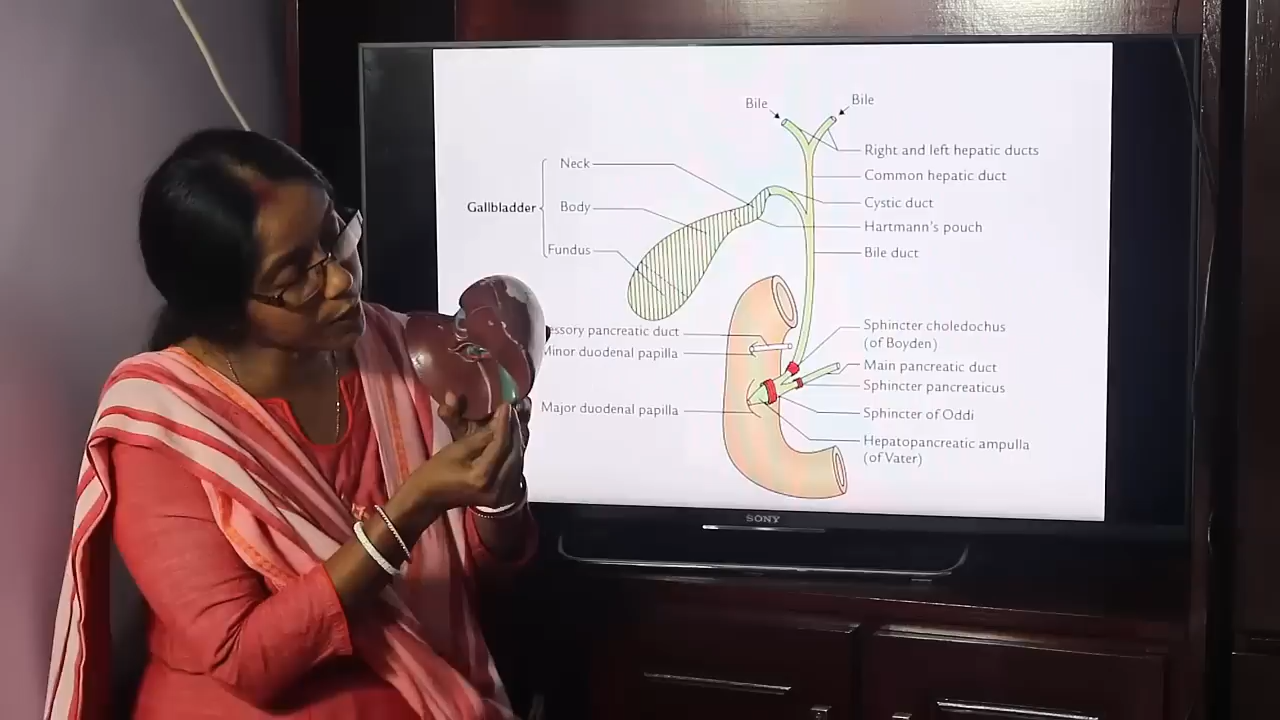 Bile
Bile
Right and left hepatic ducts
Neck
Common hepatic duct
Cystic duct
Gallbladder
Body
Hartmann's pouch
Fundus
Bile duct
pancreatic duct
Minor duodenal papilla
Sphincter choledochus
(of Boyden)
Main pancreatic duct
Sphincter pancreaticus
Major duodenal papilla
Sphincter of Oddi
Hepatopancreatic ampulla
(of Vater)
SONY